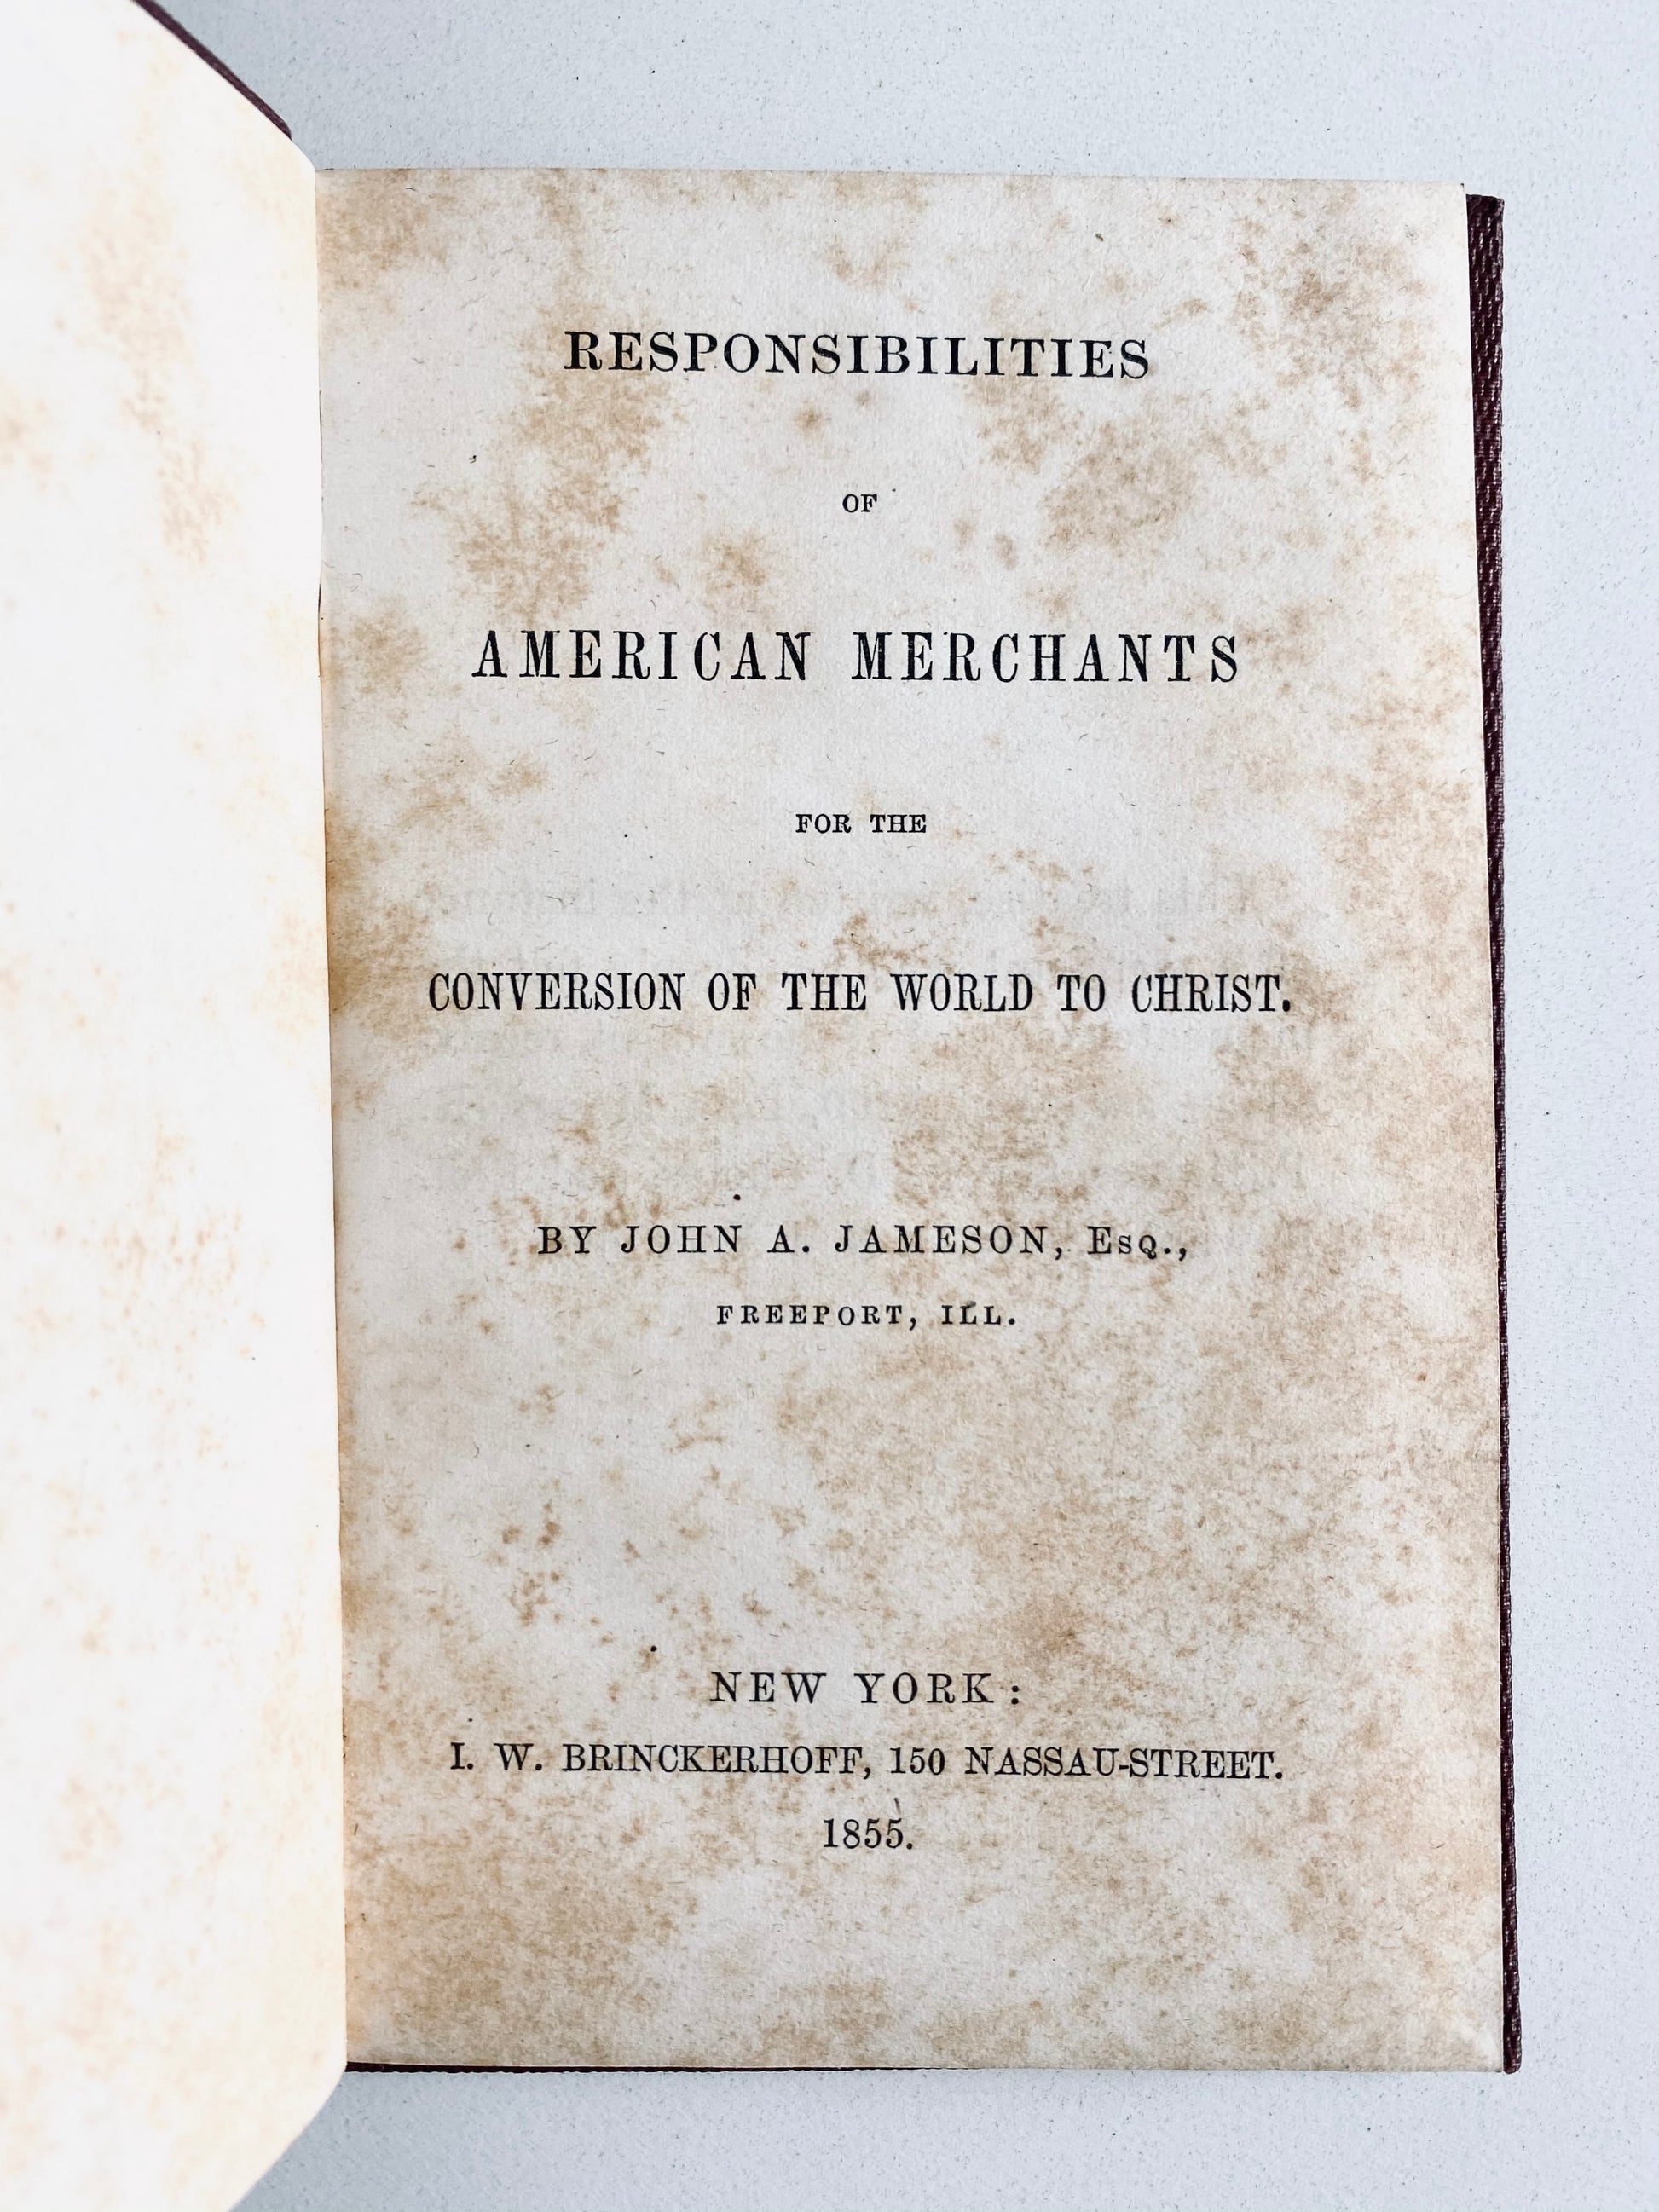 RESPONSIBILITIES
OF
AMERICAN MERCHANTS
FOR THE
CONVERSION OF THE WORLD TO CHRIST.
BY JOHN A. JAMESON, Esq.,
FREEPORT, ILL.
NEW YORK:
I. W. BRINCKERHOFF, 150 NASSAU-STREET.
1855.